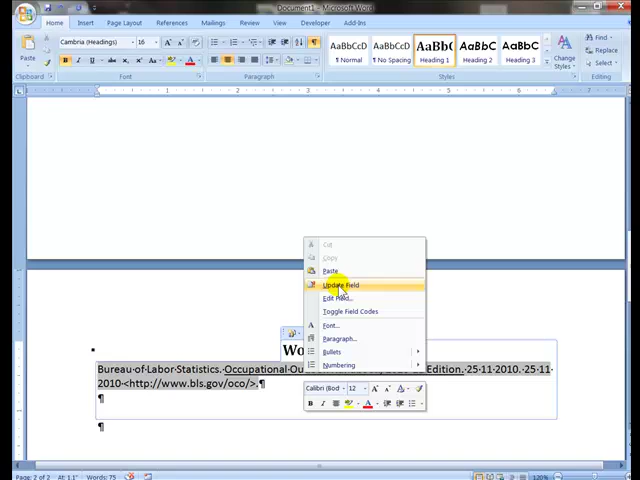 Document1 - Microsoft Word
Home Insert Page Layout References Mailings Review View Developer Add-Ins
Paste
Cambria (Headings) 16
AaBbCcD AaBbCcD AaBbC AaBbC AaBbC
¶ Normal ¶ No Spacing Heading 1 Heading 2 Heading 3
Change Styles
Find
Replace
Select
Clipboard Font Paragraph Styles Editing
Cut
Copy
Paste
Update Field
Edit Field...
Toggle Field Codes
Font...
Paragraph...
Bullets
Numbering
Calibri (Bod 12
Bureau·of·Labor·Statistics.·Occupational·Ou Edition.·25·11·2010.·25·11·
2010·<http://www.bls.gov/oco/>.¶
¶
¶
Page: 2 of 2 At: 1.1" Words: 75 120%